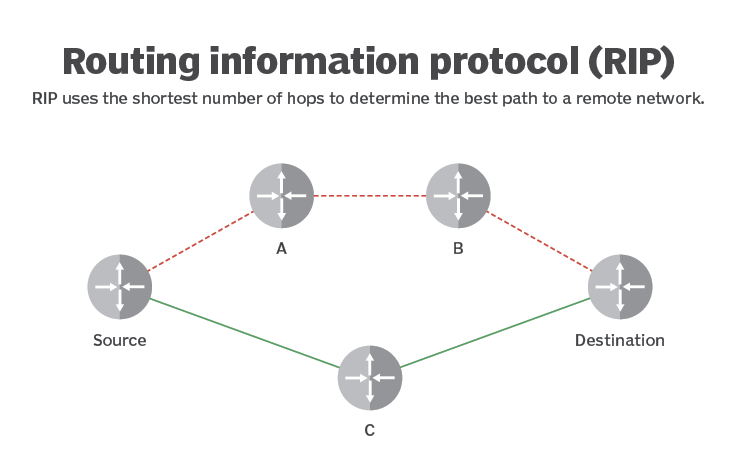 Routing information protocol (RIP)
RIP uses the shortest number of hops to determine the best path to a remote network.
A
B
Source
Destination
C